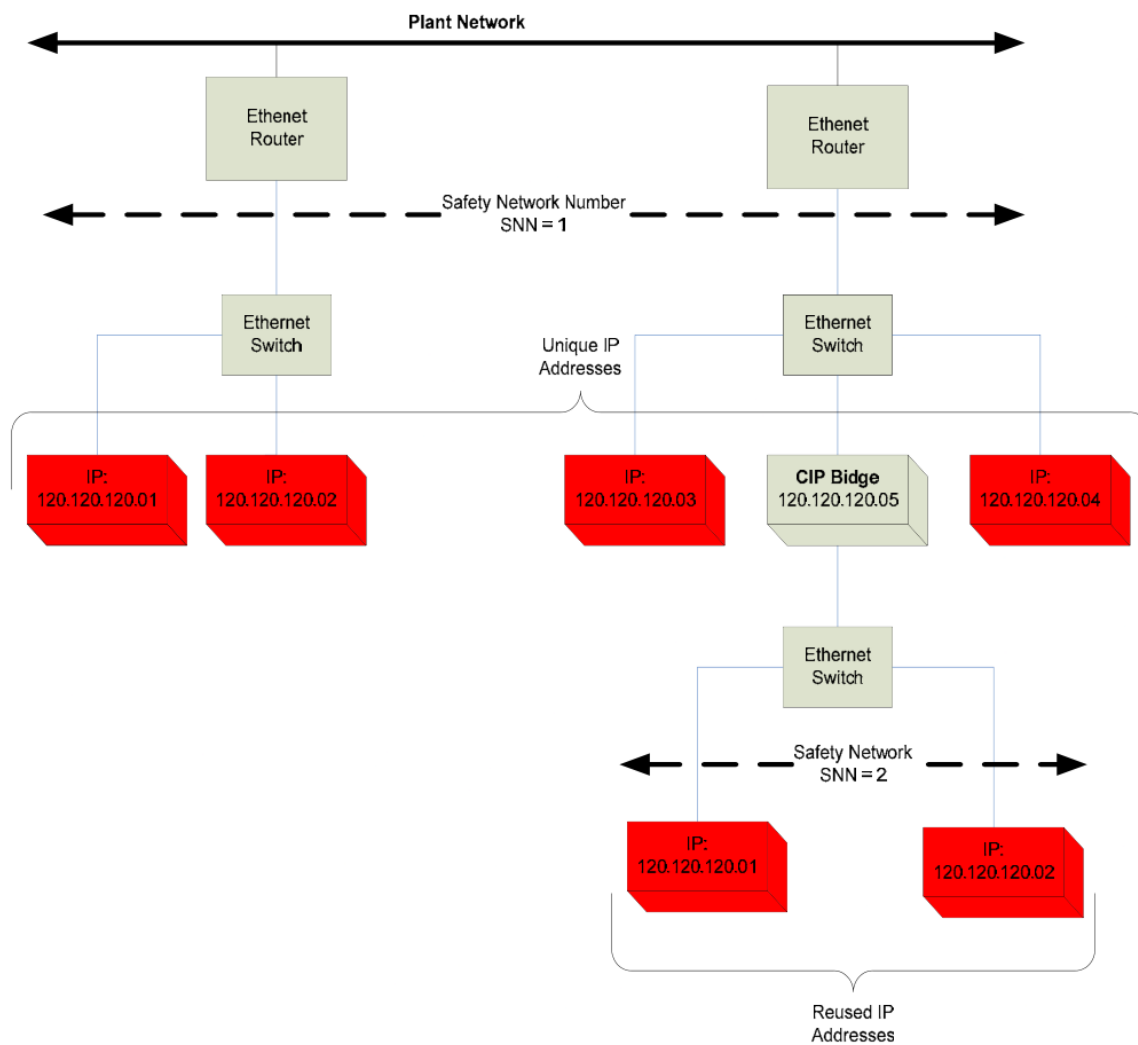 Plant Network
Ethenet
Router
Ethenet
Router
Safety Network Number
SNN = 1
Ethernet
Switch
Ethernet
Switch
Unique IP
Addresses
IP:
120.120.120.01
IP:
120.120.120.02
IP:
120.120.120.03
CIP Bidge
120.120.120.05
IP:
120.120.120.04
Ethernet
Switch
Safety Network
SNN = 2
IP:
120.120.120.01
IP:
120.120.120.02
Reused IP
Addresses